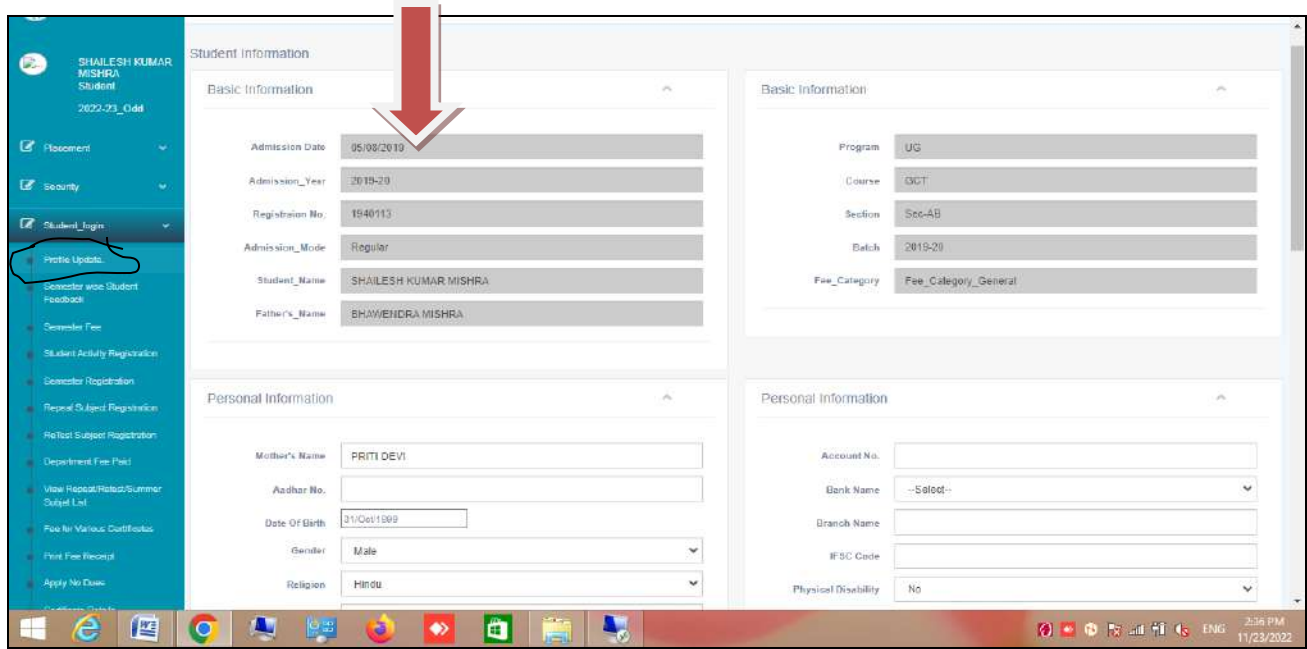 SHAILESH KUMAR
MISHRA
Student
2022-23_Odd
Placement
Security
Student_login
Profile Update.
Semester wise Student
Feedback
Semester Fee
Student Activity Registration
Semester Registration
Repeat Subject Registration
ReTest Subject Registration
Department Fee Paid
View Repeat/Retest/Summer
Subjet List
Fee for Various Certificates
Print Fee Receipt
Apply No Dues
Student Information
Basic Information
Admission Date 05/08/2019
Admission_Year 2019-20
Registraion No. 1940113
Admission_Mode Regular
Student_Name SHAILESH KUMAR MISHRA
Father's_Name BHAWENDRA MISHRA
Basic Information
Program UG
Course GCT
Section Sec-AB
Batch 2019-20
Fee_Category Fee_Category_General
Personal Information
Mother's Name PRITI DEVI
Aadhar No.
Date Of Birth 31/Oct/1999
Gender Male
Religion Hindu
Personal Information
Account No.
Bank Name --Select--
Branch Name
IFSC Code
Physical Disability No
ENG
2:36 PM
11/23/2022